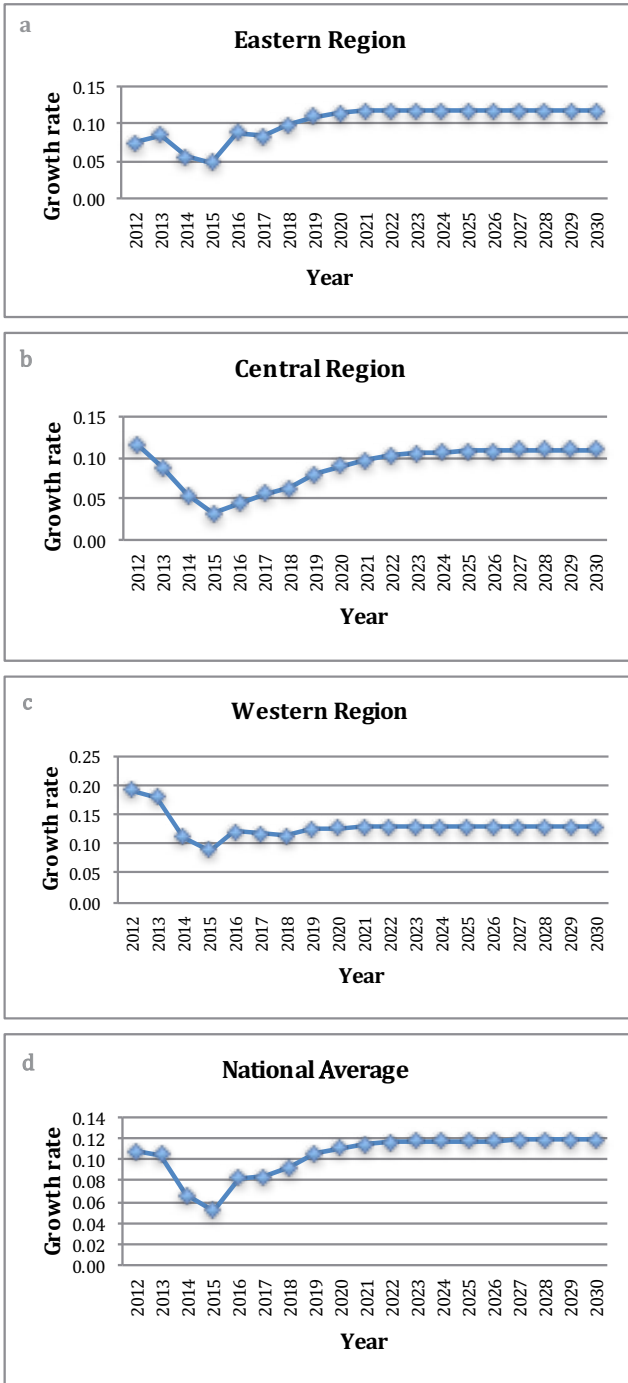 a
Eastern Region
Growth rate
0.15
0.10
0.05
0.00
2012 2013 2014 2015 2016 2017 2018 2019 2020 2021 2022 2023 2024 2025 2026 2027 2028 2029 2030
Year
b
Central Region
Growth rate
0.15
0.10
0.05
0.00
2012 2013 2014 2015 2016 2017 2018 2019 2020 2021 2022 2023 2024 2025 2026 2027 2028 2029 2030
Year
c
Western Region
Growth rate
0.25
0.20
0.15
0.10
0.05
0.00
2012 2013 2014 2015 2016 2017 2018 2019 2020 2021 2022 2023 2024 2025 2026 2027 2028 2029 2030
Year
d
National Average
Growth rate
0.14
0.12
0.10
0.08
0.06
0.04
0.02
0.00
2012 2013 2014 2015 2016 2017 2018 2019 2020 2021 2022 2023 2024 2025 2026 2027 2028 2029 2030
Year